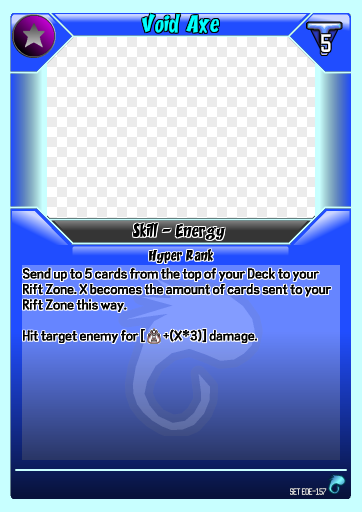 Void Axe
5
Skill - Energy
Hyper Rank
Send up to 5 cards from the top of your Deck to your
Rift Zone. X becomes the amount of cards sent to your
Rift Zone this way.
Hit target enemy for [ +(X*3)] damage.
SET EOE-157